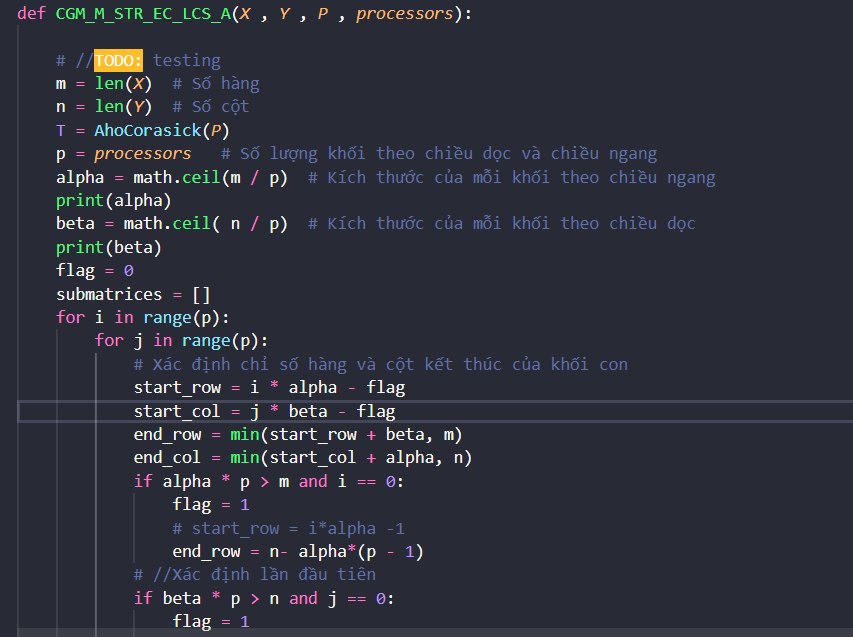 def CGM_M_STR_EC_LCS_A(X , Y , P , processors):
# //TODO: testing
m = len(X)  # Số hàng
n = len(Y)  # Số cột
T = AhoCorasick(P)
p = processors   # Số lượng khối theo chiều dọc và chiều ngang
alpha = math.ceil(m / p)  # Kích thước của mỗi khối theo chiều ngang
print(alpha)
beta = math.ceil( n / p)  # Kích thước của mỗi khối theo chiều dọc
print(beta)
flag = 0
submatrices = []
for i in range(p):
for j in range(p):
# Xác định chỉ số hàng và cột kết thúc của khối con
start_row = i * alpha - flag
start_col = j * beta - flag
end_row = min(start_row + beta, m)
end_col = min(start_col + alpha, n)
if alpha * p > m and i == 0:
flag = 1
# start_row = i*alpha -1
end_row = n- alpha*(p - 1)
# //Xác định lần đầu tiên
if beta * p > n and j == 0:
flag = 1